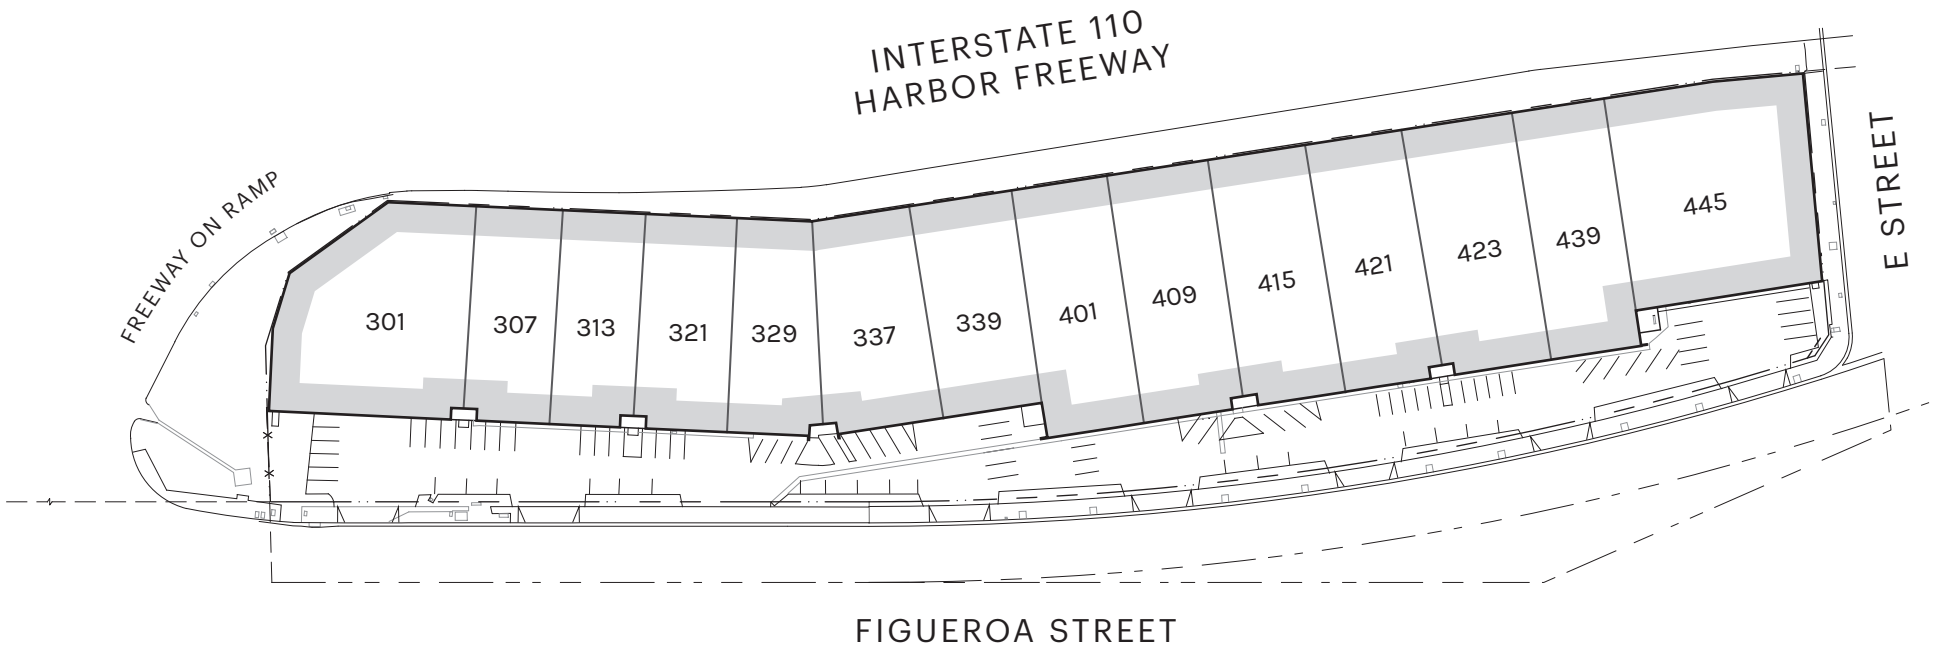 INTERSTATE 110
HARBOR FREEWAY
FREEWAY ON RAMP
E STREET
301
307
313
321
329
337
339
401
409
415
421
423
439
445
FIGUEROA STREET